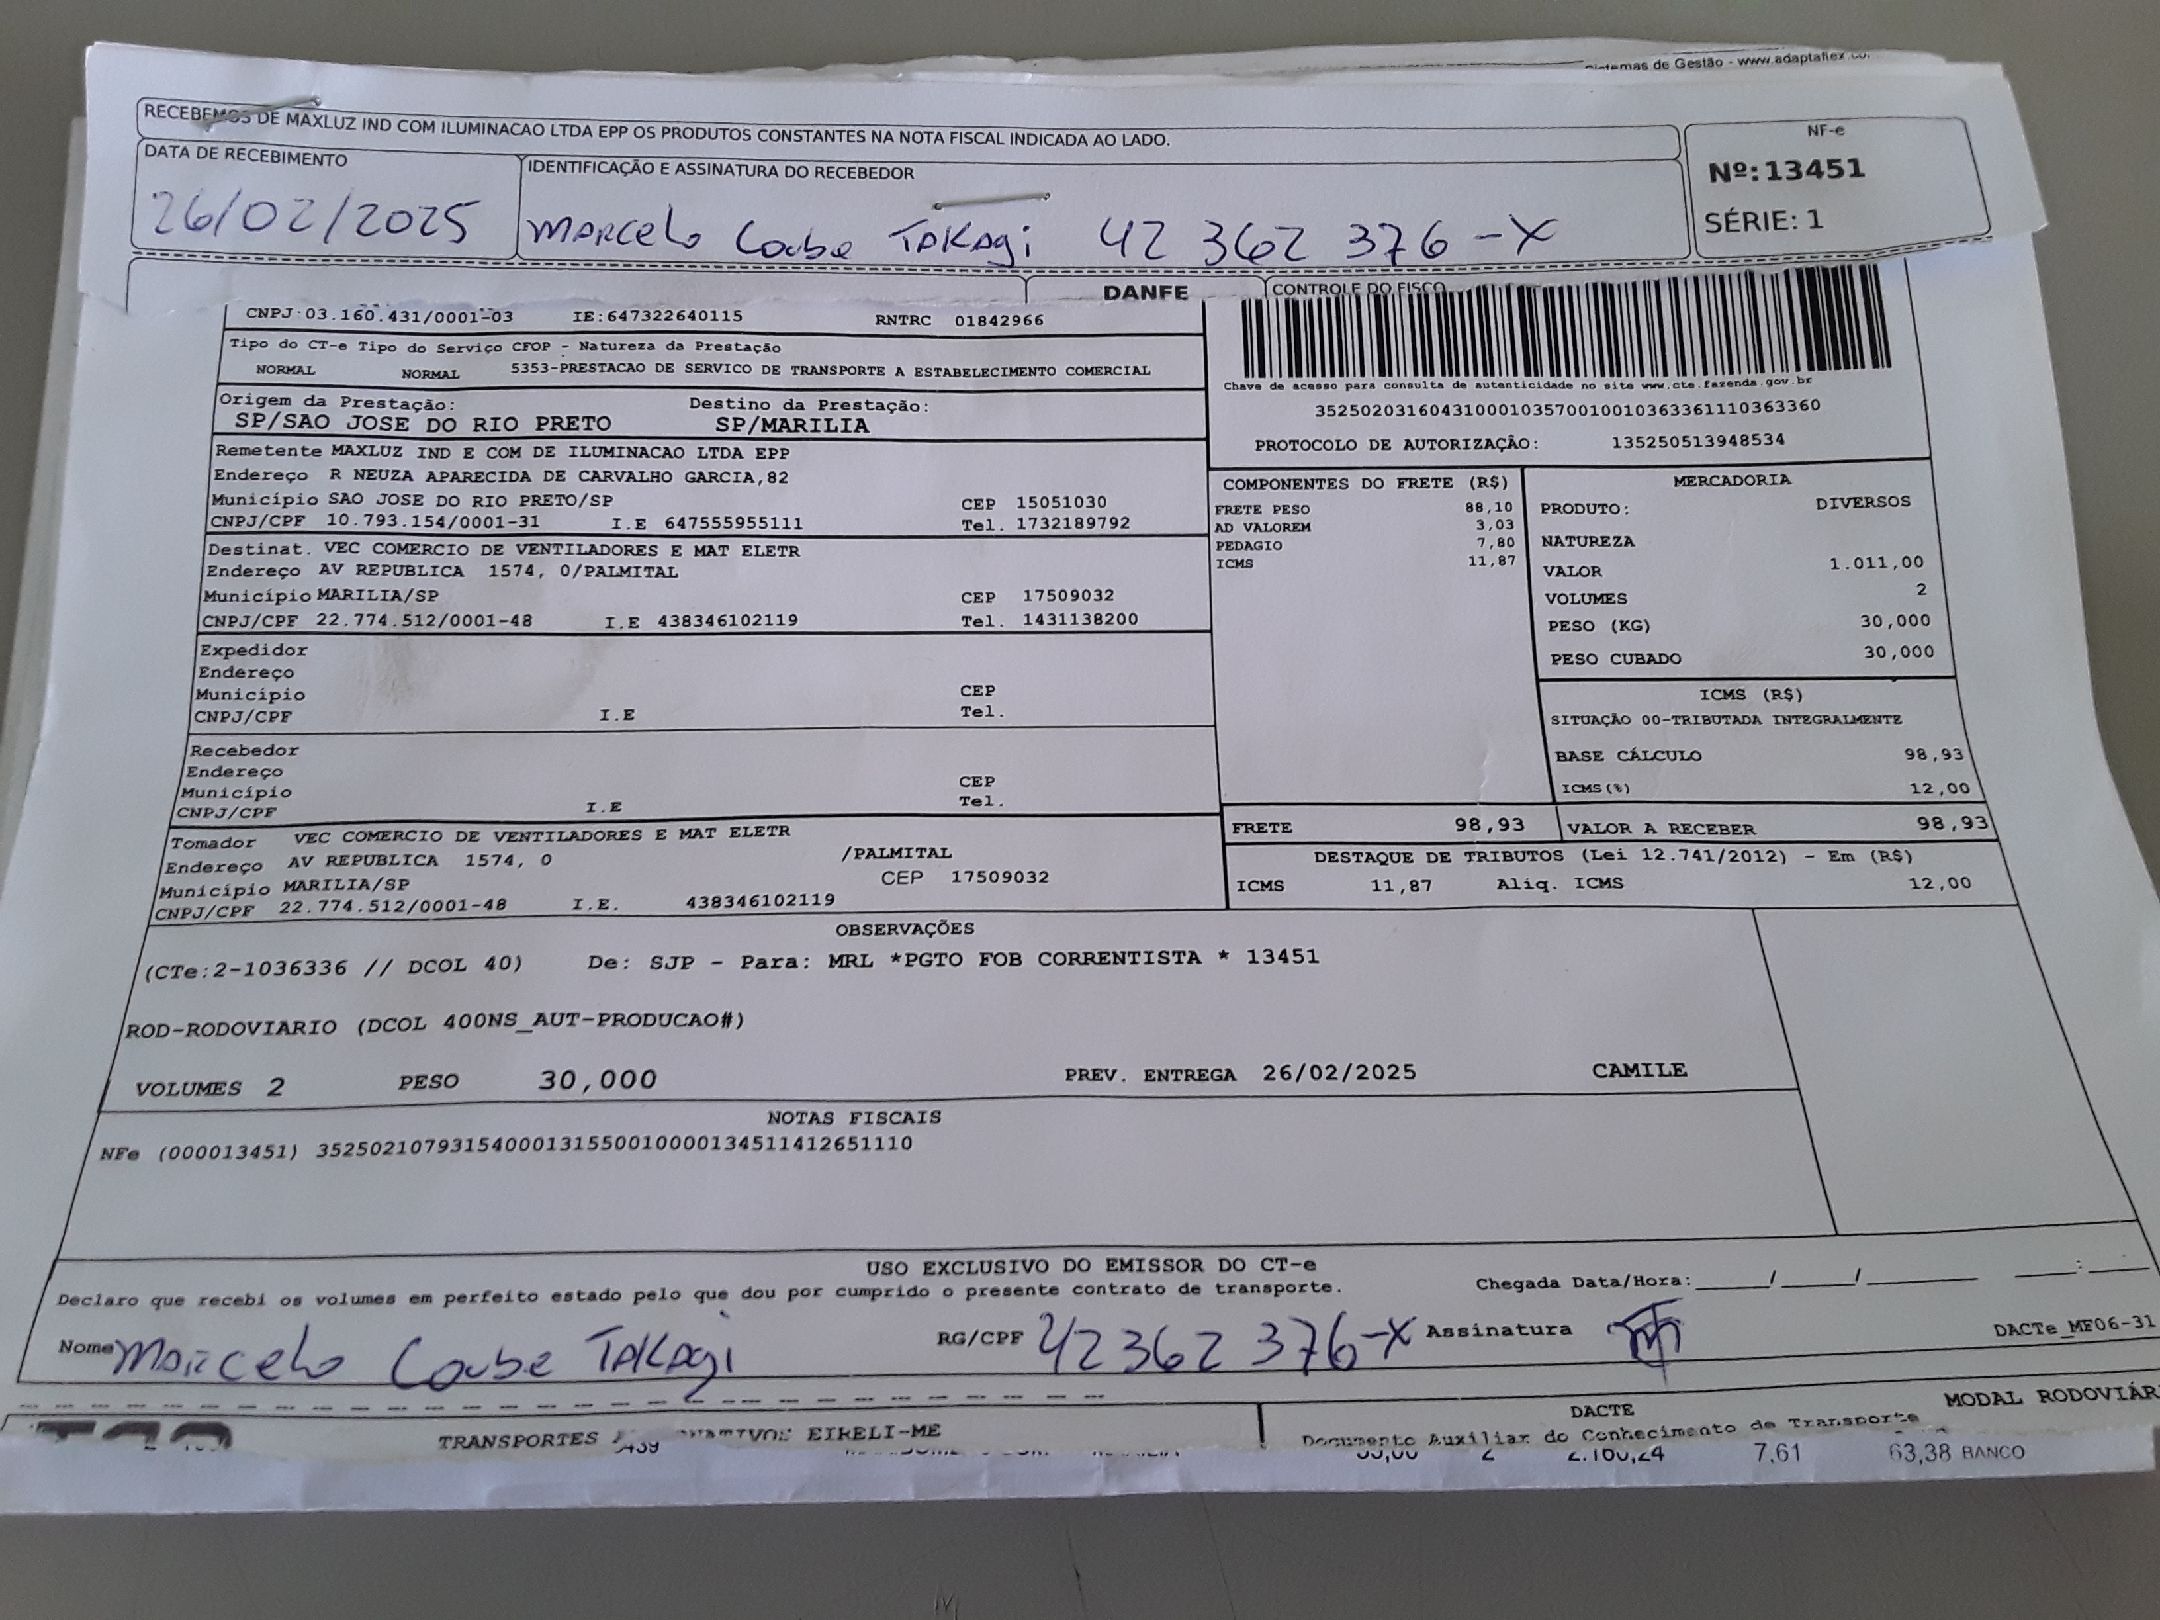 Sistemas de Gestão - www.adaptaflex.co
RECEBEMOS DE MAXLUZ IND COM ILUMINACAO LTDA EPP OS PRODUTOS CONSTANTES NA NOTA FISCAL INDICADA AO LADO.
NF-e
Nº:13451
SÉRIE: 1
DATA DE RECEBIMENTO
IDENTIFICAÇÃO E ASSINATURA DO RECEBEDOR
26/02/2025
MARCELO TAKAgi 42 362 376-X
DANFE
CONTROLE DO FISCO
CNPJ:03.160.431/0001-03 IE:647322640115 RNTRC 01842966
Tipo do CT-e Tipo do Serviço CFOP - Natureza da Prestação
NORMAL NORMAL 5353-PRESTACAO DE SERVICO DE TRANSPORTE A ESTABELECIMENTO COMERCIAL
Origem da Prestação: Destino da Prestação:
SP/SAO JOSE DO RIO PRETO SP/MARILIA
Remetente MAXLUZ IND E COM DE ILUMINACAO LTDA EPP
Endereço R NEUZA APARECIDA DE CARVALHO GARCIA,82
Município SAO JOSE DO RIO PRETO/SP CEP 15051030
CNPJ/CPF 10.793.154/0001-31 I.E 647555955111 Tel. 1732189792
Destinat. VEC COMERCIO DE VENTILADORES E MAT ELETR
Endereço AV REPUBLICA 1574, 0/PALMITAL
Município MARILIA/SP CEP 17509032
CNPJ/CPF 22.774.512/0001-48 I.E 438346102119 Tel. 1431138200
Expedidor
Endereço
Município CEP
CNPJ/CPF I.E Tel.
Recebedor
Endereço
Município CEP
CNPJ/CPF I.E Tel.
Tomador VEC COMERCIO DE VENTILADORES E MAT ELETR
Endereço AV REPUBLICA 1574, 0 /PALMITAL
Município MARILIA/SP CEP 17509032
CNPJ/CPF 22.774.512/0001-48 I.E. 438346102119
Chave de acesso para consulta de autenticidade no site www.cte.fazenda.gov.br
35250203160431000103570010010363361110363360
PROTOCOLO DE AUTORIZAÇÃO: 135250513948534
COMPONENTES DO FRETE (R$)
FRETE PESO 88,10
AD VALOREM 3,03
PEDAGIO 7,80
ICMS 11,87
MERCADORIA
PRODUTO: DIVERSOS
NATUREZA
VALOR 1.011,00
VOLUMES 2
PESO (KG) 30,000
PESO CUBADO 30,000
ICMS (R$)
SITUAÇÃO 00-TRIBUTADA INTEGRALMENTE
BASE CÁLCULO 98,93
ICMS(%) 12,00
FRETE 98,93 VALOR A RECEBER 98,93
DESTAQUE DE TRIBUTOS (Lei 12.741/2012) - Em (R$)
ICMS 11,87 Aliq. ICMS 12,00
OBSERVAÇÕES
(CTe:2-1036336 // DCOL 40) De: SJP - Para: MRL *PGTO FOB CORRENTISTA * 13451
ROD-RODOVIARIO (DCOL 400NS_AUT-PRODUCAO#)
VOLUMES 2 PESO 30,000 PREV. ENTREGA 26/02/2025 CAMILE
NOTAS FISCAIS
NFe (000013451) 35250210793154000131550010000134511412651110
USO EXCLUSIVO DO EMISSOR DO CT-e
Declaro que recebi os volumes em perfeito estado pelo que dou por cumprido o presente contrato de transporte.
Chegada Data/Hora:____/____/______ ___:___
Nome MARCELO TAKAgi RG/CPF 42362 376-X Assinatura
DACTe_MF06-31
TRANSPORTES EIRELI-ME
DACTE
MODAL RODOVIÁR
Documento Auxiliar do Conhecimento de Transporte
2.160,24 7,61 63,38 BANCO